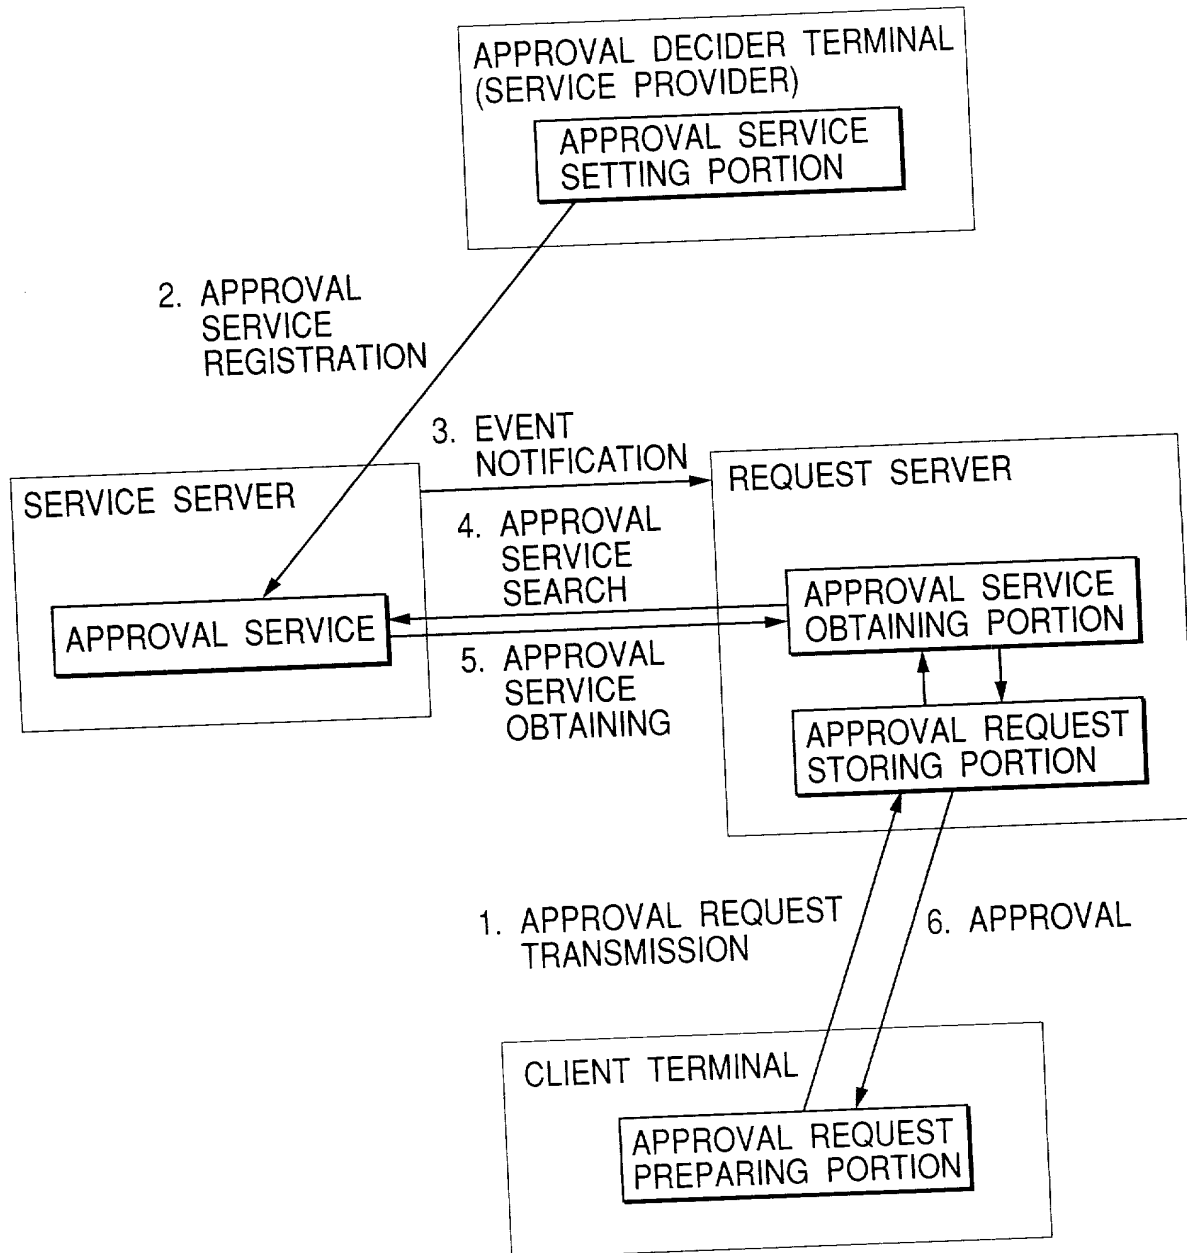 APPROVAL DECIDER TERMINAL
(SERVICE PROVIDER)
APPROVAL SERVICE
SETTING PORTION
2. APPROVAL
SERVICE
REGISTRATION
3. EVENT
NOTIFICATION
SERVICE SERVER
REQUEST SERVER
4. APPROVAL
SERVICE
SEARCH
APPROVAL SERVICE
APPROVAL SERVICE
OBTAINING PORTION
5. APPROVAL
SERVICE
OBTAINING
APPROVAL REQUEST
STORING PORTION
1. APPROVAL REQUEST
TRANSMISSION
6. APPROVAL
CLIENT TERMINAL
APPROVAL REQUEST
PREPARING PORTION